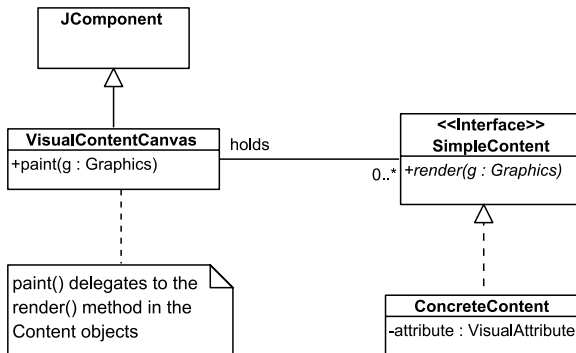 JComponent
VisualContentCanvas
+paint(g : Graphics)
holds
0..*
<<Interface>>
SimpleContent
+render(g : Graphics)
paint() delegates to the
render() method in the
Content objects
ConcreteContent
-attribute : VisualAttribute